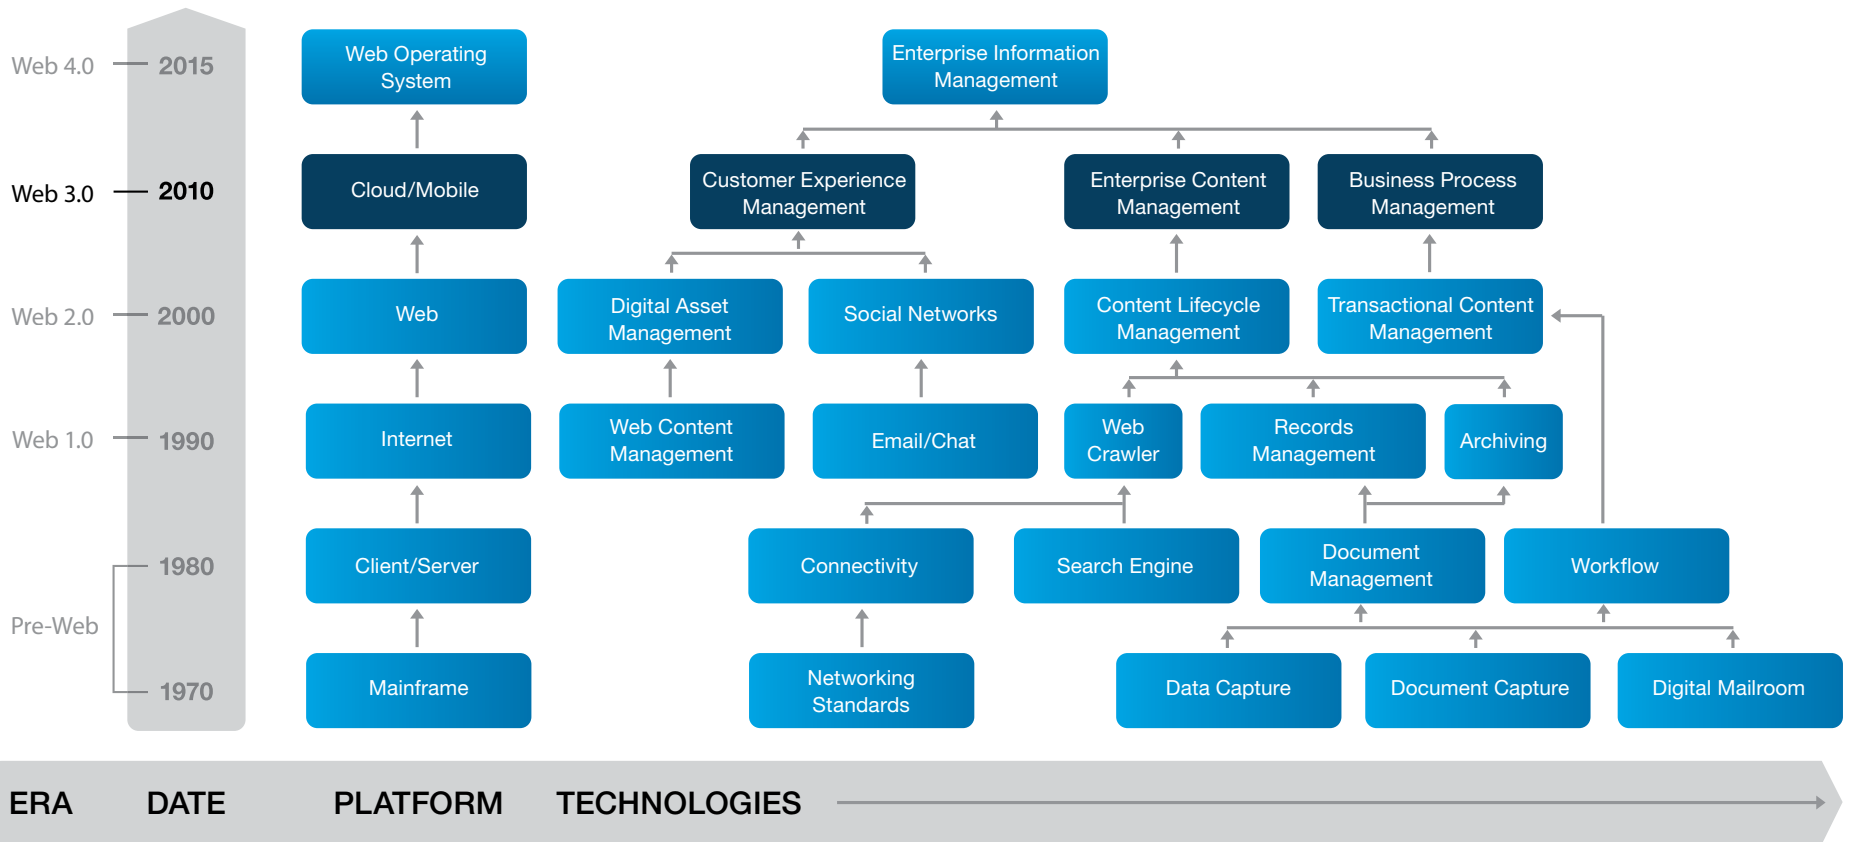 Web 4.0
2015
Web Operating
System
Enterprise Information
Management
Web 3.0
2010
Cloud/Mobile
Customer Experience
Management
Enterprise Content
Management
Business Process
Management
Web 2.0
2000
Web
Digital Asset
Management
Social Networks
Content Lifecycle
Management
Transactional Content
Management
Web 1.0
1990
Internet
Web Content
Management
Email/Chat
Web
Crawler
Records
Management
Archiving
1980
Client/Server
Connectivity
Search Engine
Document
Management
Workflow
Pre-Web
1970
Mainframe
Networking
Standards
Data Capture
Document Capture
Digital Mailroom
ERA
DATE
PLATFORM
TECHNOLOGIES